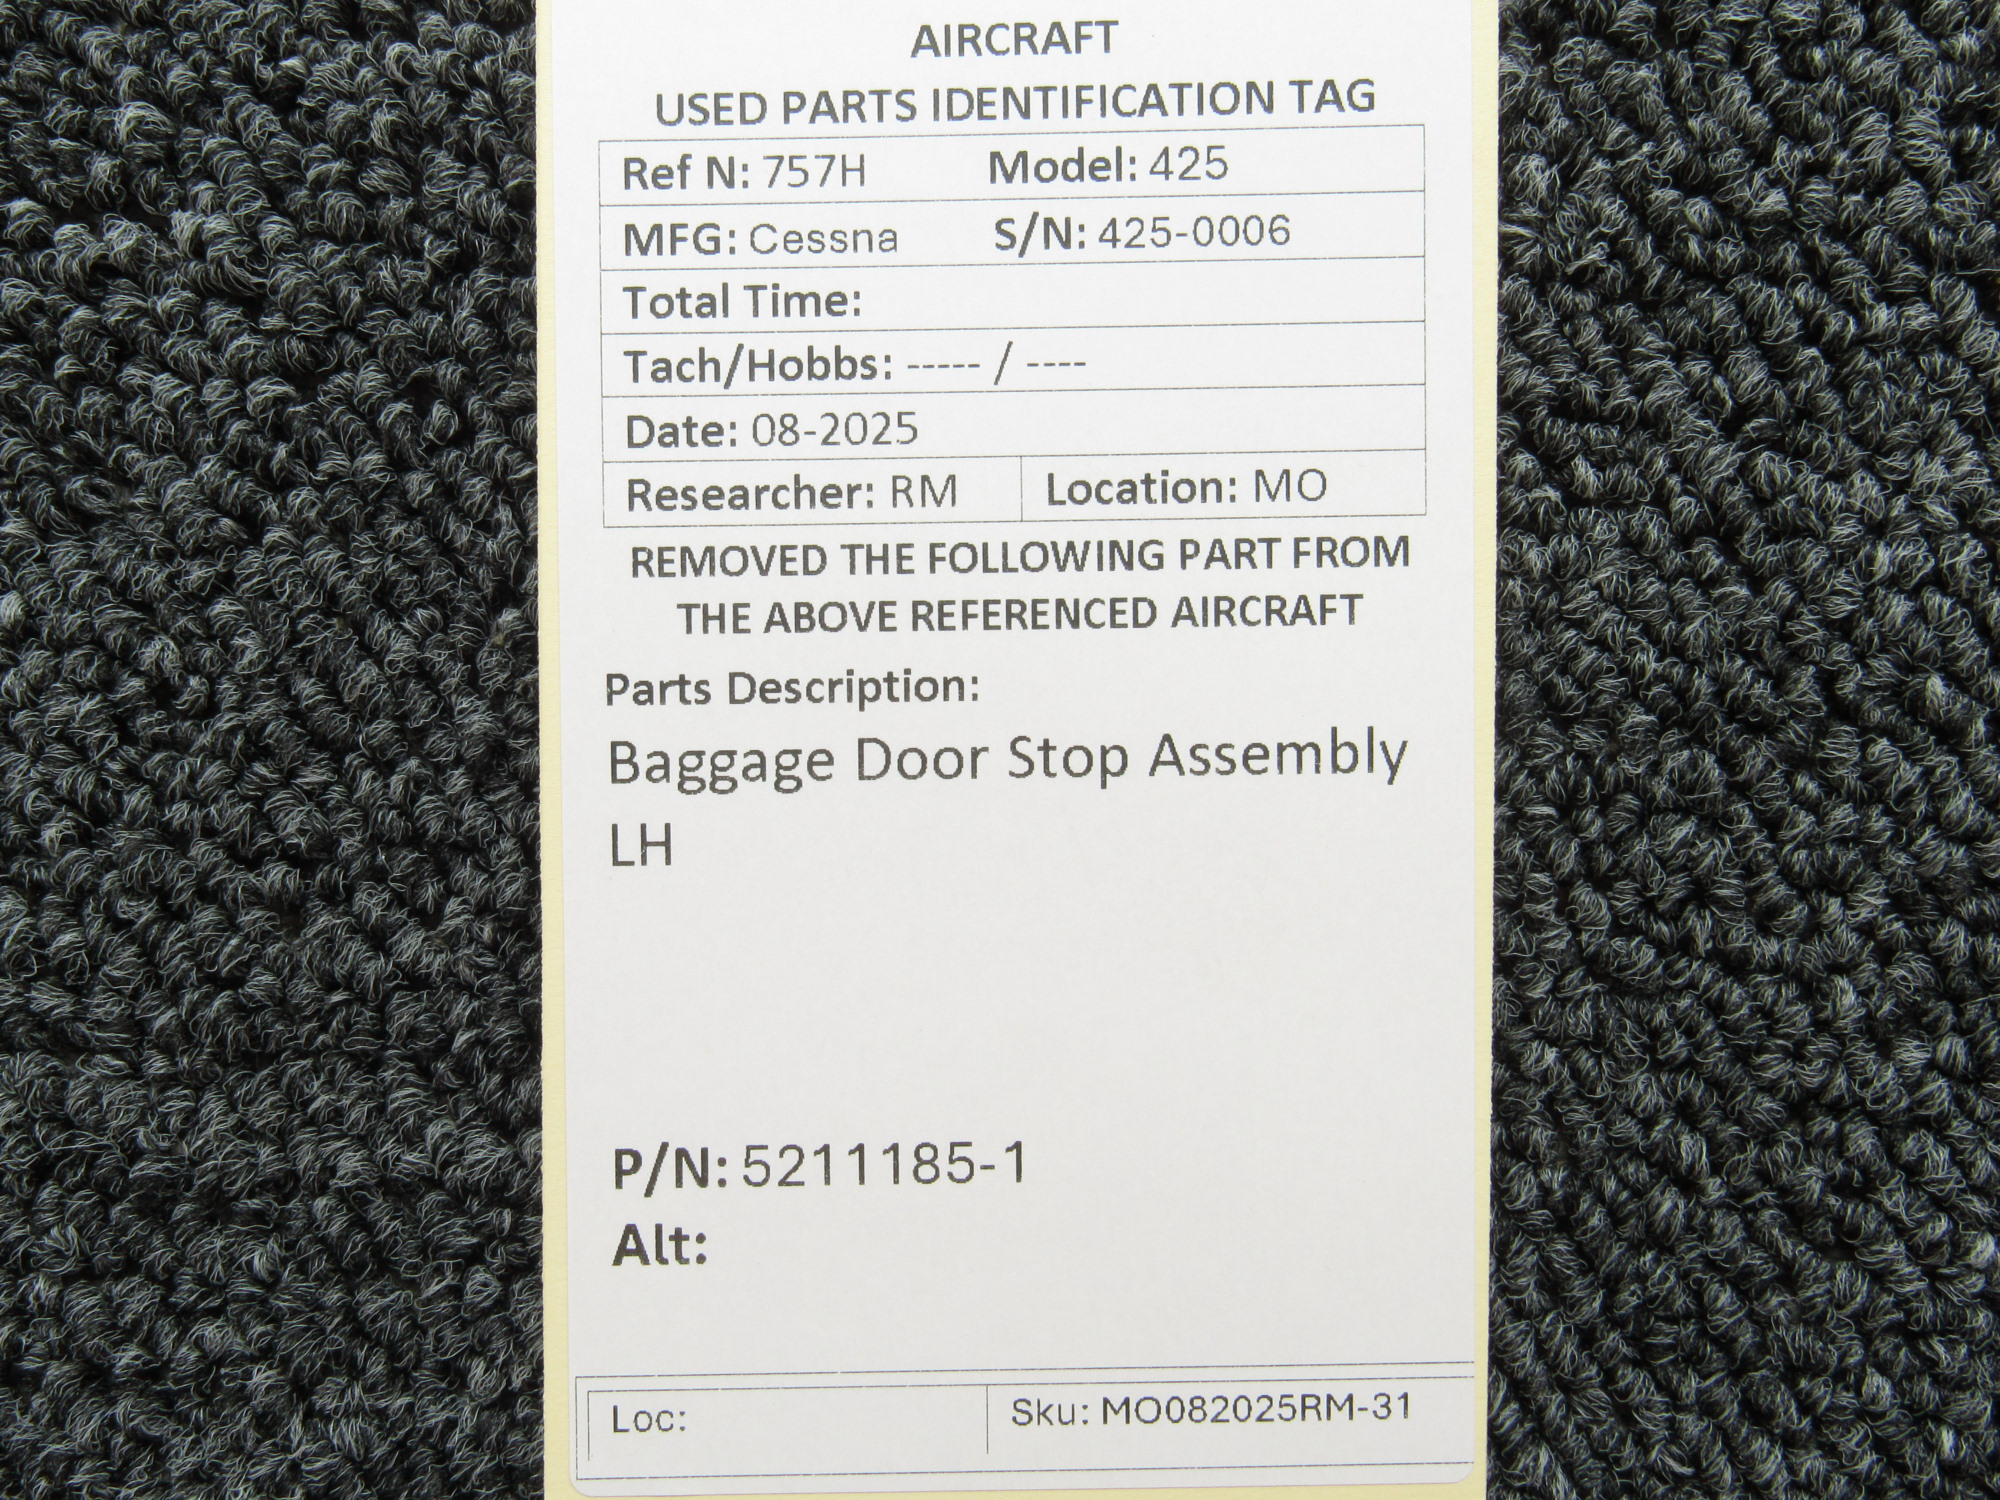 AIRCRAFT
USED PARTS IDENTIFICATION TAG
Ref N: 757H Model: 425
MFG: Cessna S/N: 425-0006
Total Time:
Tach/Hobbs: ----- / ----
Date: 08-2025
Researcher: RM Location: MO
REMOVED THE FOLLOWING PART FROM
THE ABOVE REFERENCED AIRCRAFT
Parts Description:
Baggage Door Stop Assembly
LH
P/N: 5211185-1
Alt:
Loc: Sku: MO082025RM-31